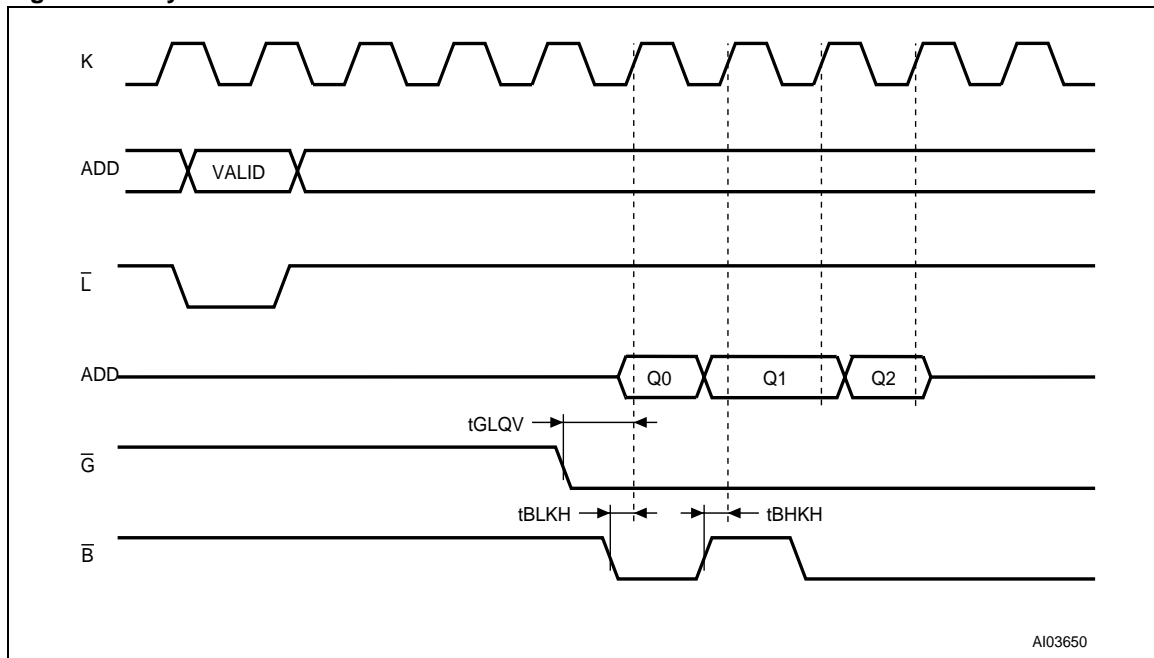 K
ADD
VALID
L
ADD
Q0
Q1
Q2
tGLQV
G
tBLKH
tBHKH
B
AI03650